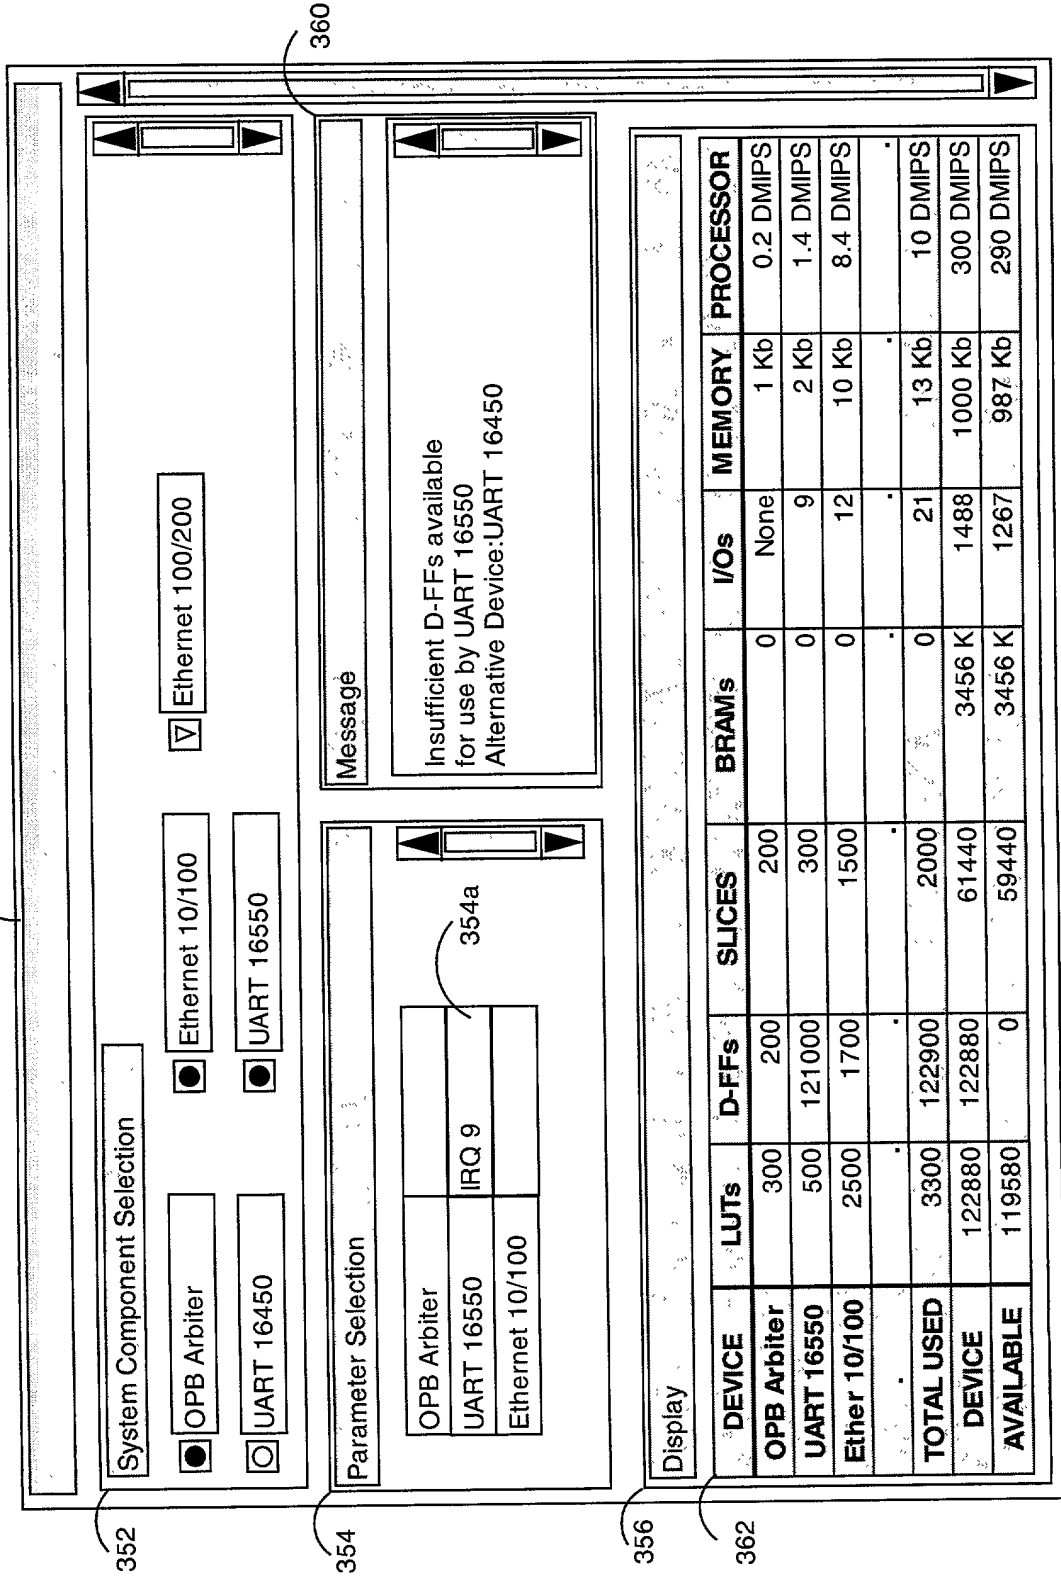 352
System Component Selection
OPB Arbiter
Ethernet 10/100
Ethernet 100/200
UART 16450
UART 16550
354
Parameter Selection
OPB Arbiter
UART 16550 IRQ 9
Ethernet 10/100
354a
360
Message
Insufficient D-FFs available
for use by UART 16550
Alternative Device:UART 16450
356
Display
362
DEVICE LUTs D-FFs SLICES BRAMs I/Os MEMORY PROCESSOR
OPB Arbiter 300 200 200 0 None 1 Kb 0.2 DMIPS
UART 16550 500 121000 300 0 9 2 Kb 1.4 DMIPS
Ether 10/100 2500 1700 1500 0 12 10 Kb 8.4 DMIPS
. . . . . . . .
TOTAL USED 3300 122900 2000 0 21 13 Kb 10 DMIPS
DEVICE 122880 122880 61440 3456 K 1488 1000 Kb 300 DMIPS
AVAILABLE 119580 0 59440 3456 K 1267 987 Kb 290 DMIPS